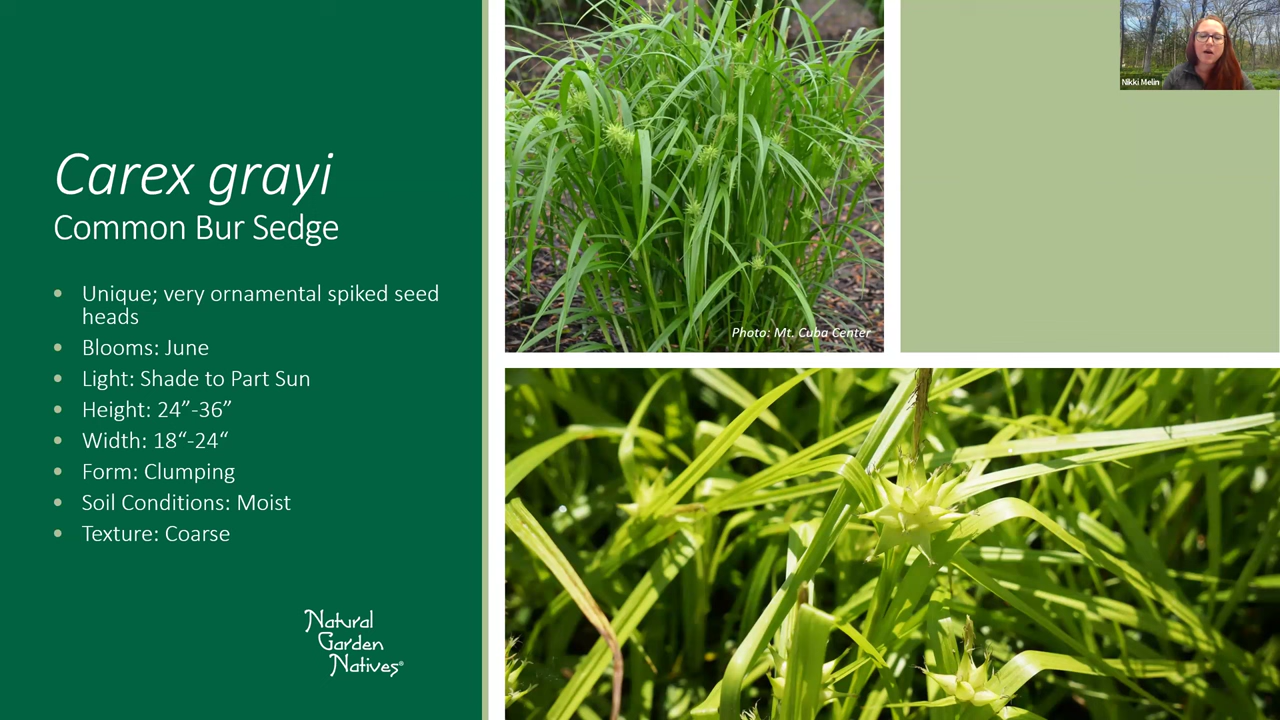 Carex grayi
Common Bur Sedge
• Unique; very ornamental spiked seed
heads
• Blooms: June
• Light: Shade to Part Sun
• Height: 24”-36”
• Width: 18“-24“
• Form: Clumping
• Soil Conditions: Moist
• Texture: Coarse
Natural
Garden
Natives®
Photo: Mt. Cuba Center
Nikki Melin